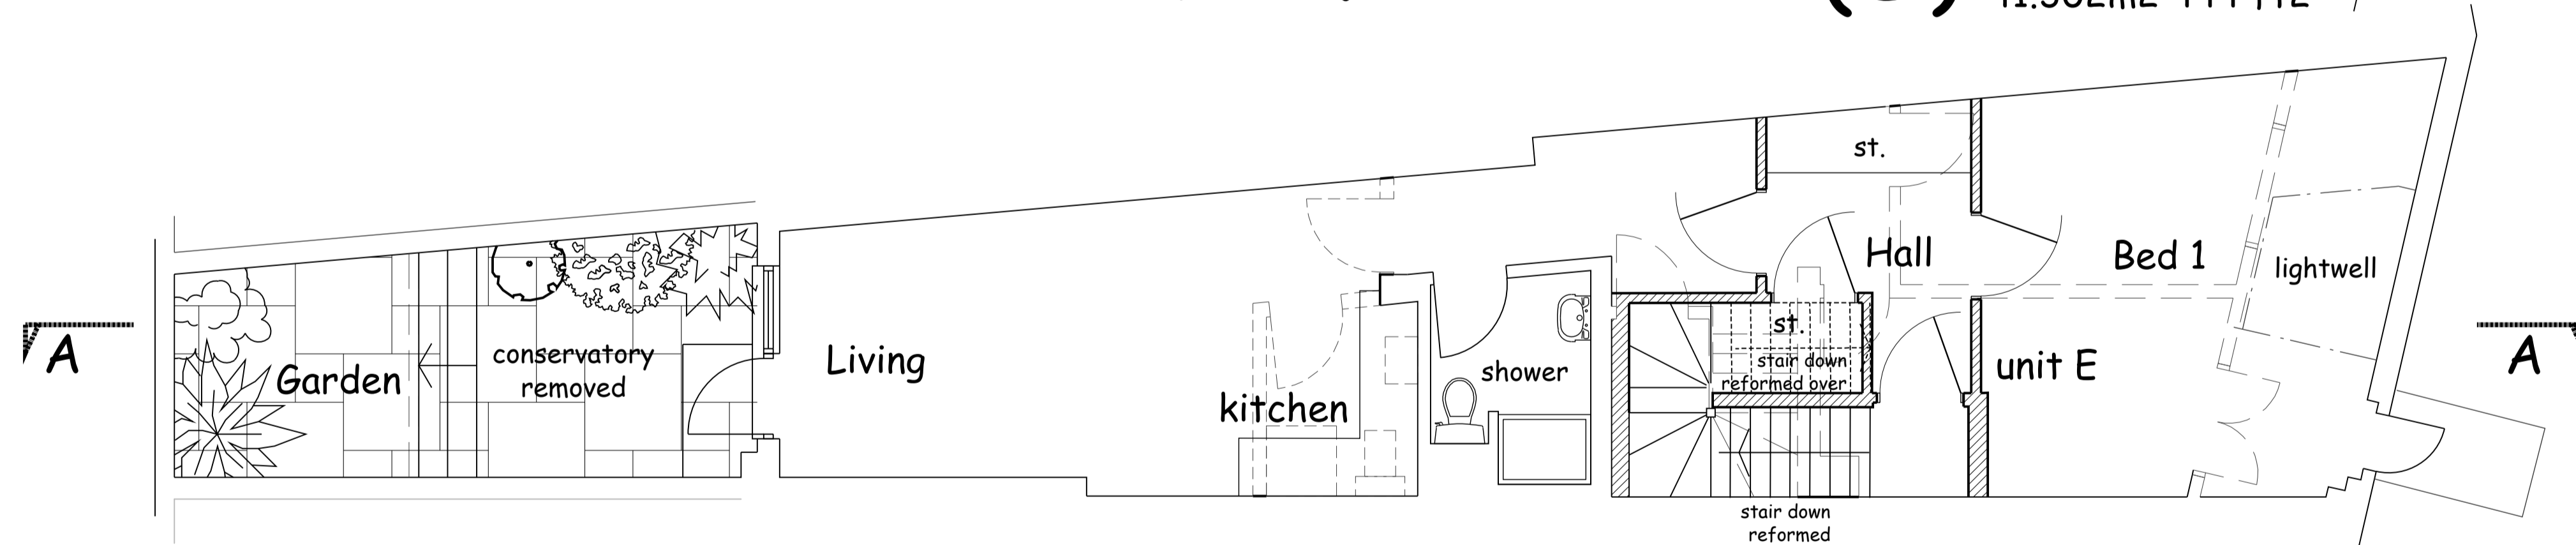 st.
Hall
Bed 1
lightwell
A
Garden
conservatory
removed
Living
kitchen
shower
st.
stair down
reformed over
unit E
A
stair down
reformed